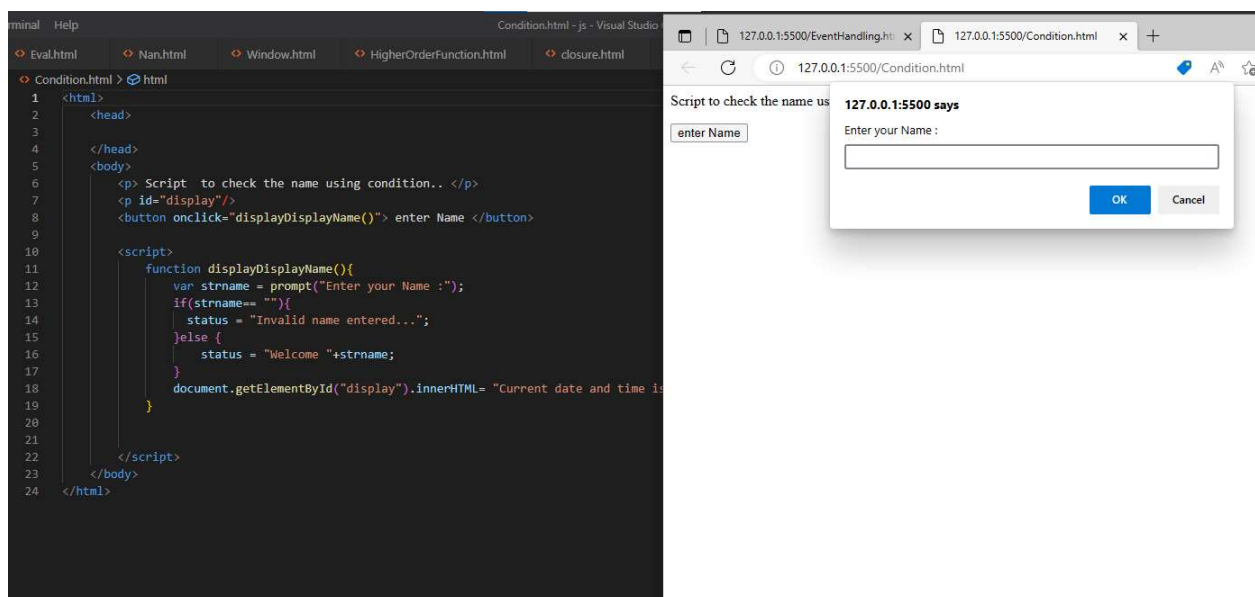 Help
Condition.html - js - Visual Studio
Eval.html
Nan.html
Window.html
HigherOrderFunction.html
closure.html
Condition.html > html
1 <html>
2 <head>
3
4 </head>
5 <body>
6 <p> Script  to check the name using condition.. </p>
7 <p id="display"/>
8 <button onclick="displayDisplayName()"> enter Name </button>
9
10 <script>
11 function displayDisplayName(){
12 var strname = prompt("Enter your Name :");
13 if(strname== ""){
14 status = "Invalid name entered...";
15 }else {
16 status = "Welcome "+strname;
17 }
18 document.getElementById("display").innerHTML= "Current date and time is
19 }
20
21
22 </script>
23 </body>
24 </html>
127.0.0.1:5500/EventHandling.ht
127.0.0.1:5500/Condition.html
127.0.0.1:5500/Condition.html
Script to check the name us
enter Name
127.0.0.1:5500 says
Enter your Name :
OK
Cancel